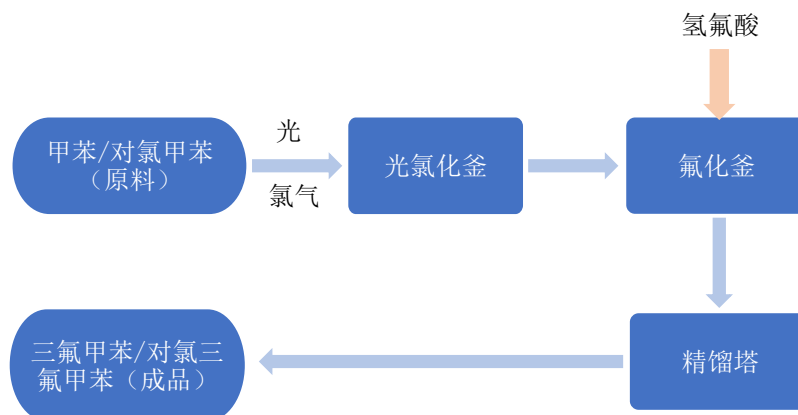 氢氟酸
甲苯/对氯甲苯
（原料）
光
氯气
光氯化釜
氟化釜
三氟甲苯/对氯三
氟甲苯（成品）
精馏塔